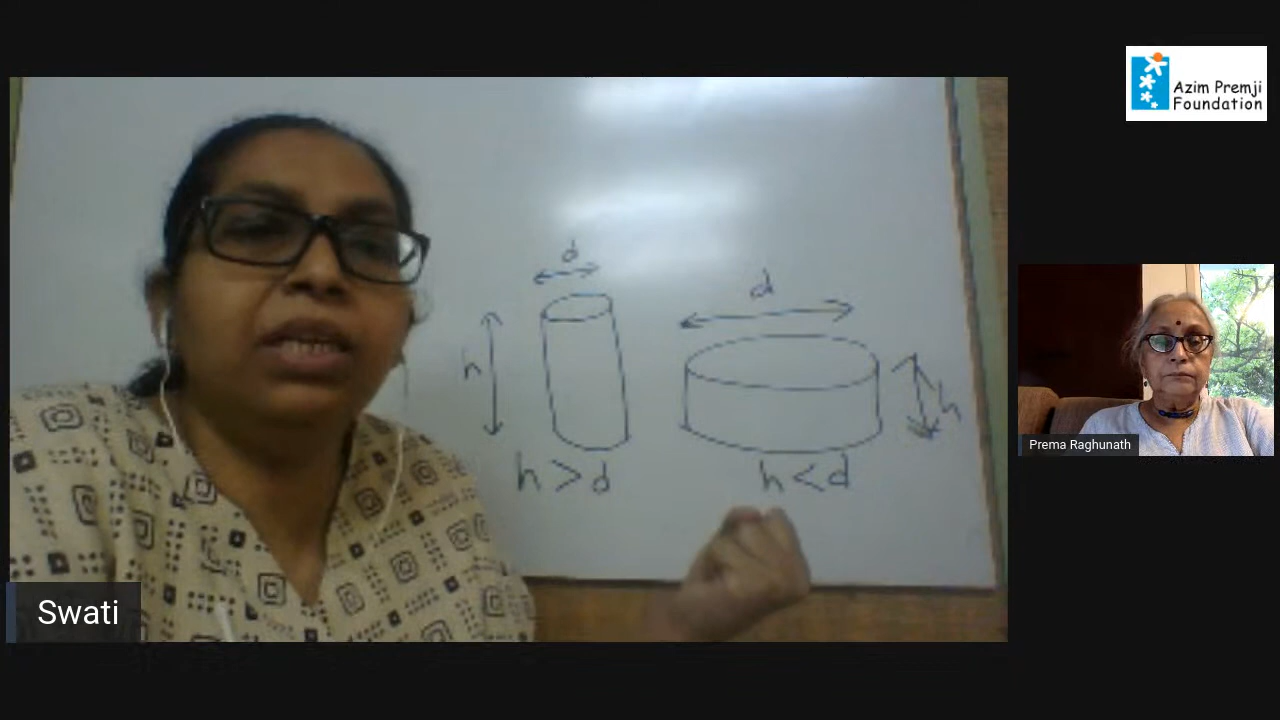 Azim Premji
Foundation
d
d
h
h
h > d
h < d
Prema Raghunath
Swati